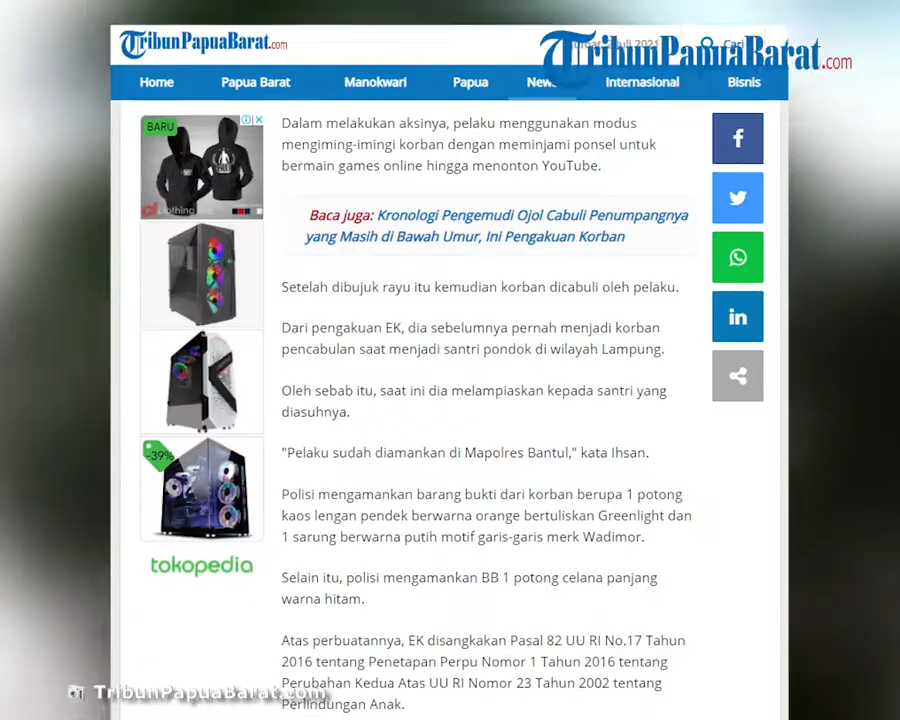 TribunPapuaBarat.com
TribunPapuaBarat.com
Home Papua Barat Manokwari Papua News Internasional Bisnis
BARU
clothing
Dalam melakukan aksinya, pelaku menggunakan modus
mengiming-imingi korban dengan meminjami ponsel untuk
bermain games online hingga menonton YouTube.
Baca juga: Kronologi Pengemudi Ojol Cabuli Penumpangnya
yang Masih di Bawah Umur, Ini Pengakuan Korban
Setelah dibujuk rayu itu kemudian korban dicabuli oleh pelaku.
Dari pengakuan EK, dia sebelumnya pernah menjadi korban
pencabulan saat menjadi santri pondok di wilayah Lampung.
Oleh sebab itu, saat ini dia melampiaskan kepada santri yang
diasuhnya.
"Pelaku sudah diamankan di Mapolres Bantul," kata Ihsan.
-39%
Polisi mengamankan barang bukti dari korban berupa 1 potong
kaos lengan pendek berwarna orange bertuliskan Greenlight dan
1 sarung berwarna putih motif garis-garis merk Wadimor.
tokopedia
Selain itu, polisi mengamankan BB 1 potong celana panjang
warna hitam.
Atas perbuatannya, EK disangkakan Pasal 82 UU RI No.17 Tahun
2016 tentang Penetapan Perpu Nomor 1 Tahun 2016 tentang
Perubahan Kedua Atas UU RI Nomor 23 Tahun 2002 tentang
Perlindungan Anak.
TribunPapuaBarat.com